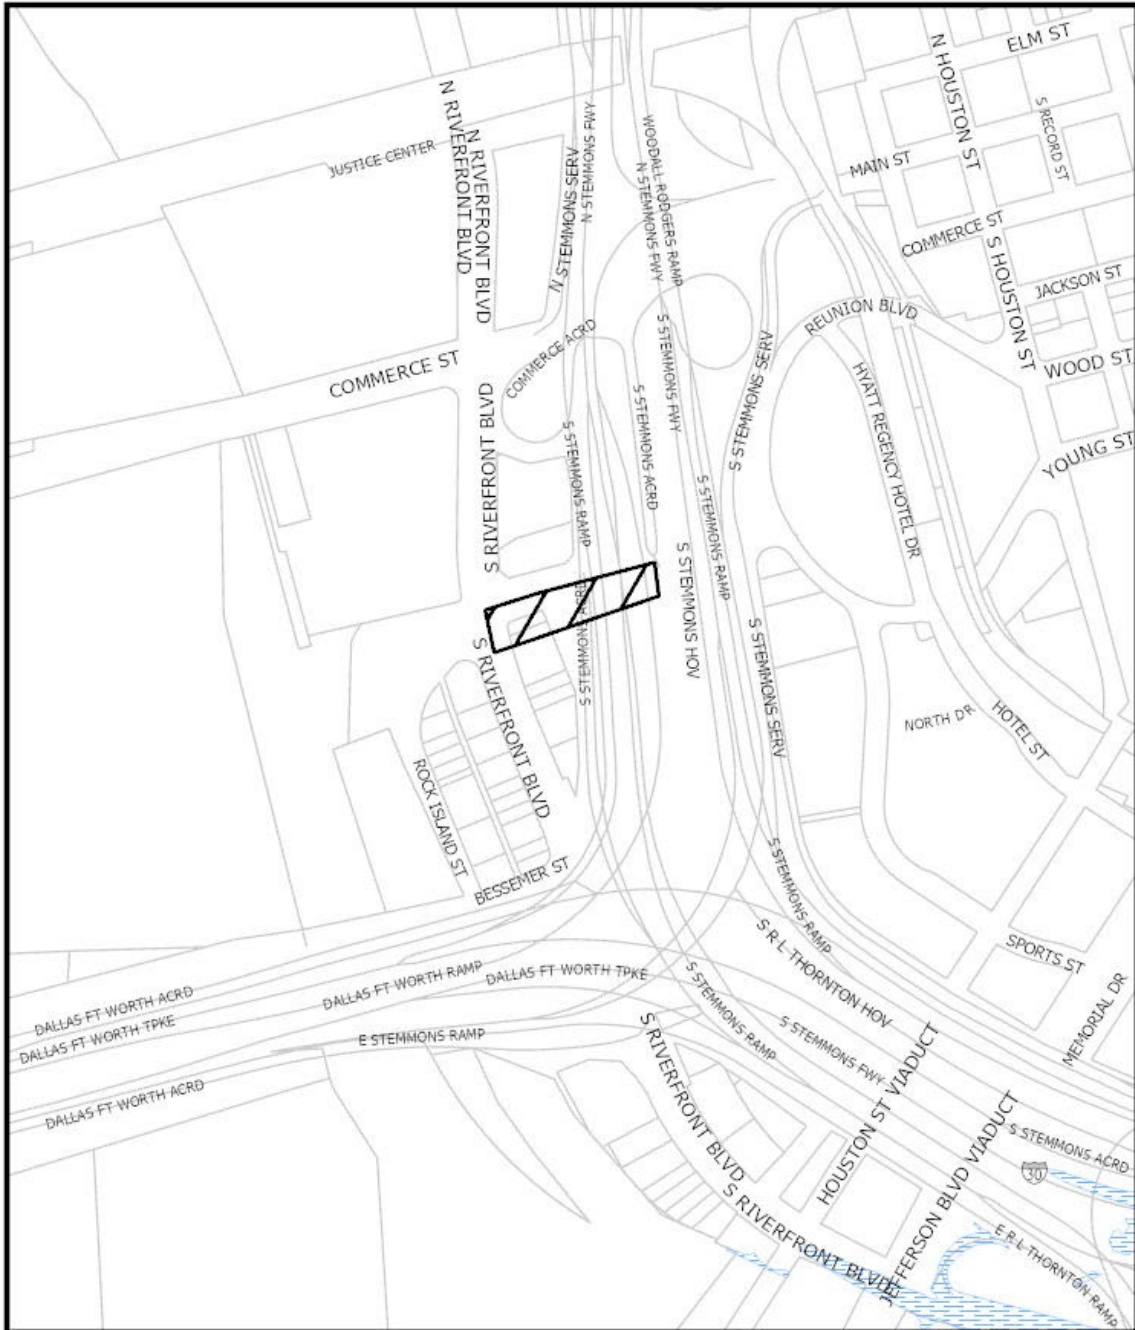 ELM ST
N HOUSTON ST
S RECORD ST
N RIVERFRONT BLVD
N RIVERFRONT BLVD
JUSTICE CENTER
N STEMMONS SERV
N STEMMONS FWY
WOODALL RODGERS RAMP
N STEMMONS FWY
MAIN ST
COMMERCE ST
S HOUSTON ST
JACKSON ST
REUNION BLVD
WOOD ST
COMMERCE ST
COMMERCE ACRD
S STEMMONS FWY
S STEMMONS SERV
HYATT REGENCY HOTEL DR
YOUNG ST
S RIVERFRONT BLVD
S STEMMONS RAMP
S STEMMONS ACRD
S STEMMONS RAMP
S STEMMONS HOV
S STEMMONS
S STEMMONS SERV
S RIVERFRONT BLVD
NORTH DR
HOTEL ST
ROCK ISLAND ST
BESSEMER ST
S STEMMONS RAMP
S R L THORNTON HOV
SPORTS ST
MEMORIAL DR
DALLAS FT WORTH ACRD
DALLAS FT WORTH RAMP
DALLAS FT WORTH TPKE
DALLAS FT WORTH TPKE
S STEMMONS RAMP
E STEMMONS RAMP
S STEMMONS FWY
S RIVERFRONT BLVD
HOUSTON ST VIADUCT
DALLAS FT WORTH ACRD
JEFFERSON BLVD VIADUCT
S STEMMONS ACRD
30
S RIVERFRONT BLVD
E R L THORNTON RAMP